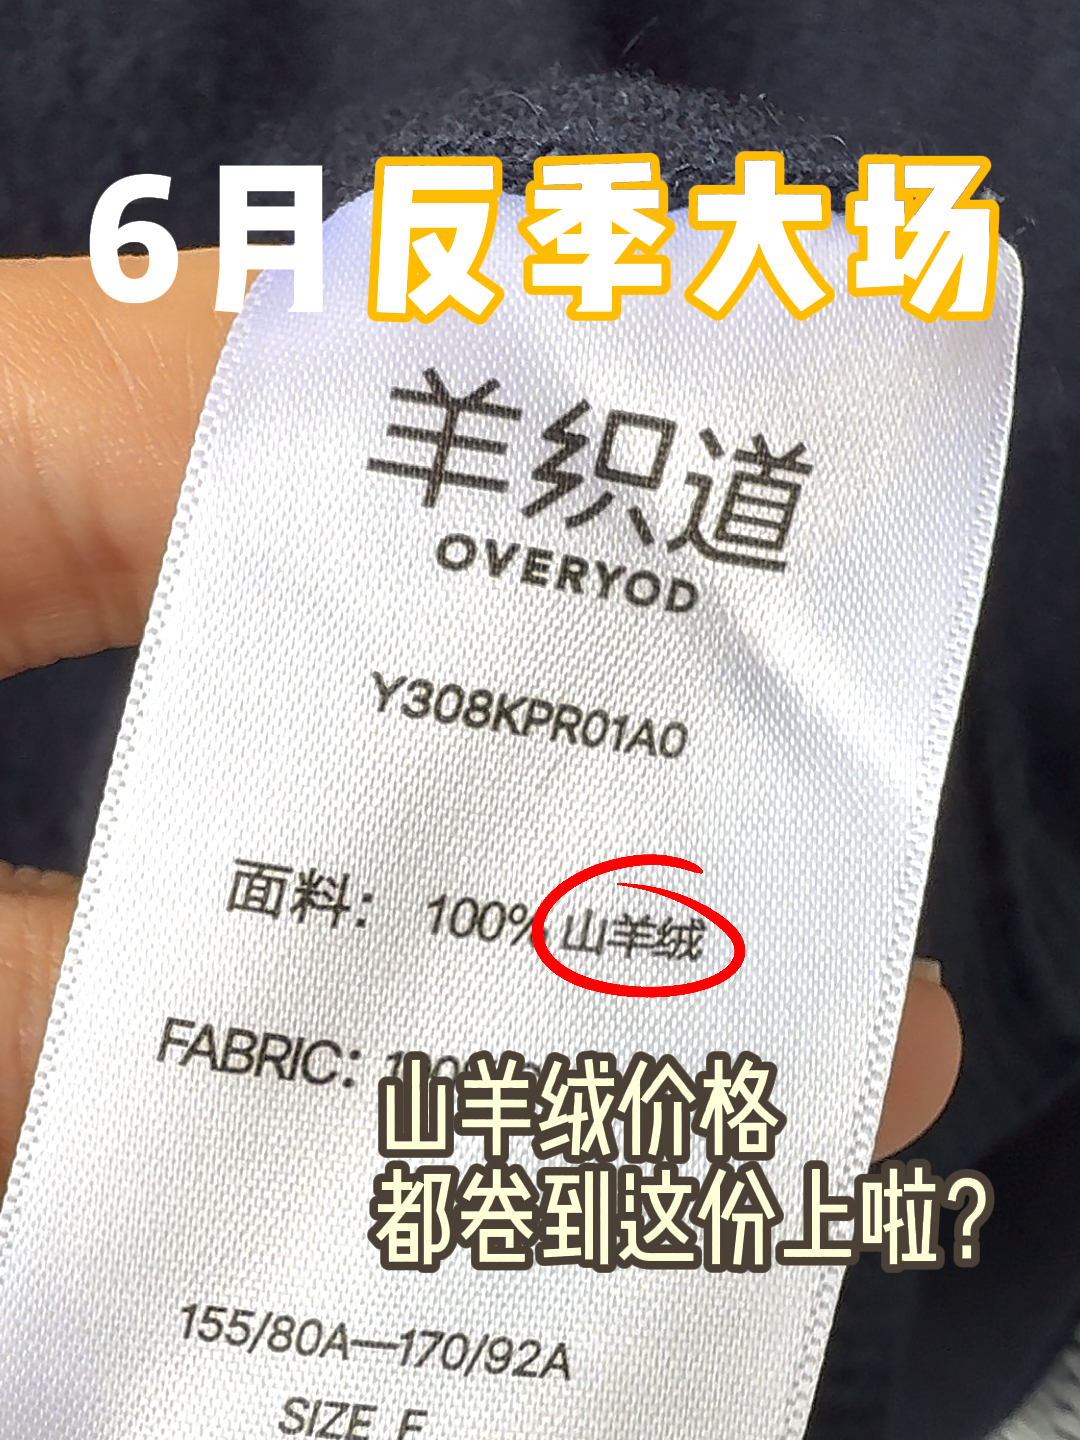 6月反季大场
羊织道
OVERYOD
Y308KPR01A0
面料： 100%山羊绒
FABRIC:
山羊绒价格
都卷到这份上啦？
155/80A—170/92A
SIZE F